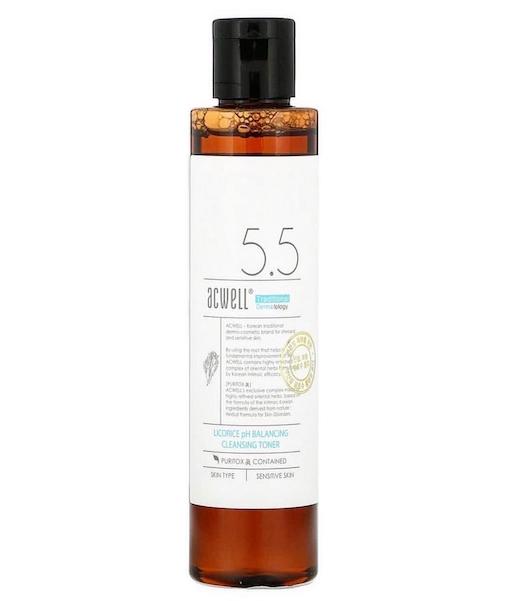 5.5
acwell®
Traditional
Dermatology
ACWELL - Korean traditional
dermo-cosmetic brand for stressed
and sensitive skin.
By using the root that helps
fundamental improvement of
ACWELL contains highly
complex of oriental herbs
by Korean intrinsic efficacy.
ACWELL's exclusive complex
highly refined oriental herbs, based
the formula of the intrinsic Korean
ingredients derived from nature :
Herbal Formula for Skin Disorders
LICORICE pH BALANCING
CLEANSING TONER
PURITOX CONTAINED
SKIN TYPE
SENSITIVE SKIN